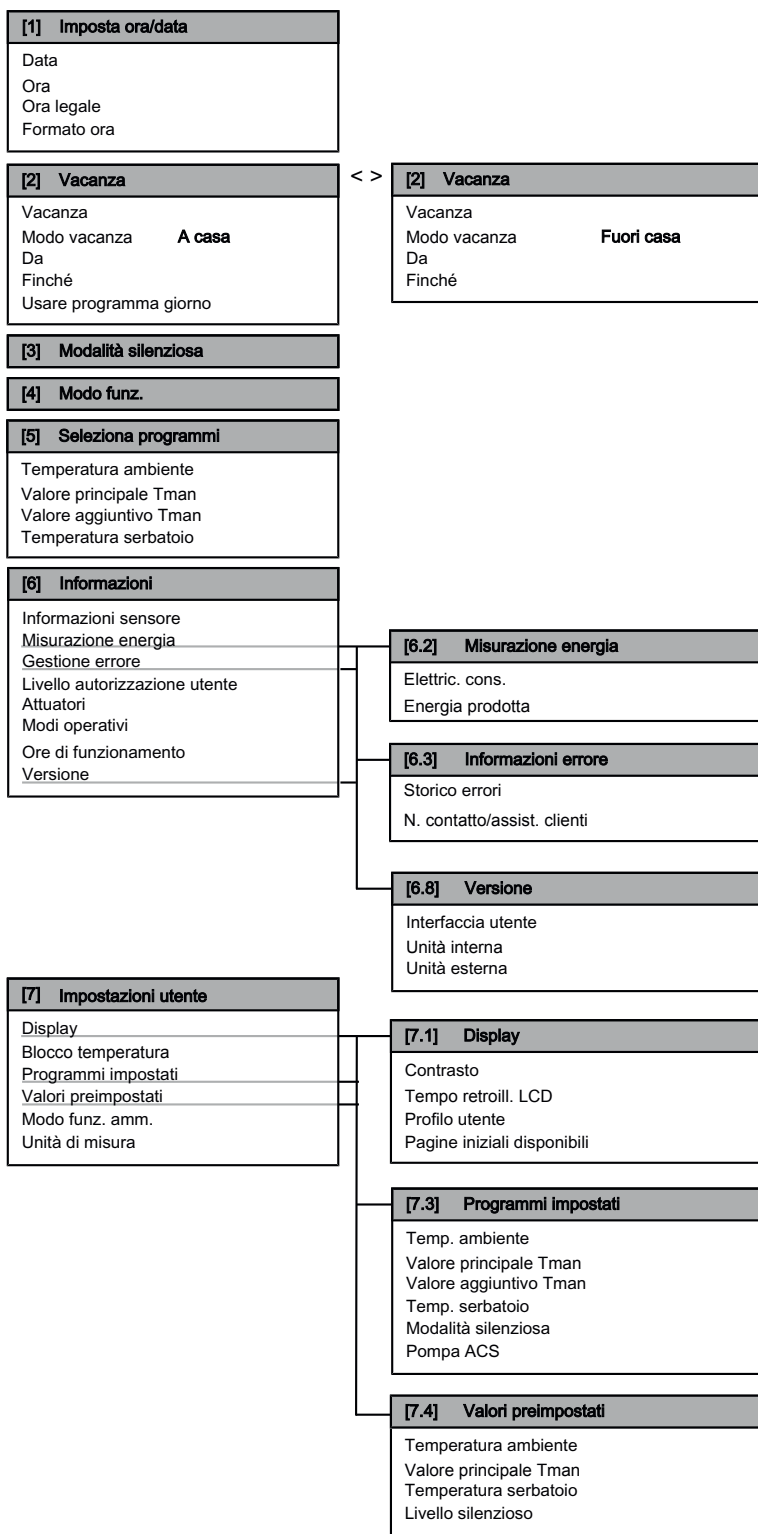 [1] Imposta ora/data
Data
Ora
Ora legale
Formato ora
[2] Vacanza
Vacanza
Modo vacanza A casa
Da
Finché
Usare programma giorno
< >
[2] Vacanza
Vacanza
Modo vacanza Fuori casa
Da
Finché
[3] Modalità silenziosa
[4] Modo funz.
[5] Seleziona programmi
Temperatura ambiente
Valore principale Tman
Valore aggiuntivo Tman
Temperatura serbatoio
[6] Informazioni
Informazioni sensore
Misurazione energia
Gestione errore
Livello autorizzazione utente
Attuatori
Modi operativi
Ore di funzionamento
Versione
[6.2] Misurazione energia
Elettric. cons.
Energia prodotta
[6.3] Informazioni errore
Storico errori
N. contatto/assist. clienti
[6.8] Versione
Interfaccia utente
Unità interna
Unità esterna
[7] Impostazioni utente
Display
Blocco temperatura
Programmi impostati
Valori preimpostati
Modo funz. amm.
Unità di misura
[7.1] Display
Contrasto
Tempo retroill. LCD
Profilo utente
Pagine iniziali disponibili
[7.3] Programmi impostati
Temp. ambiente
Valore principale Tman
Valore aggiuntivo Tman
Temp. serbatoio
Modalità silenziosa
Pompa ACS
[7.4] Valori preimpostati
Temperatura ambiente
Valore principale Tman
Temperatura serbatoio
Livello silenzioso